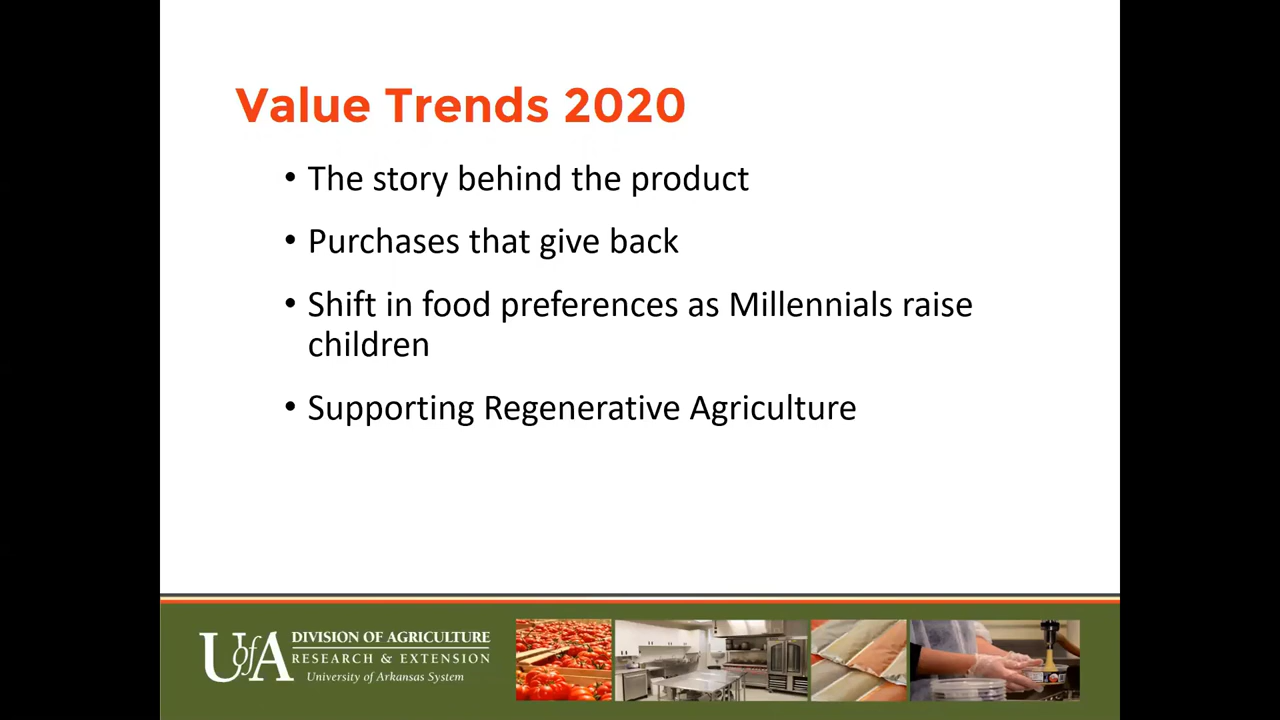 Value Trends 2020
• The story behind the product
• Purchases that give back
• Shift in food preferences as Millennials raise
children
• Supporting Regenerative Agriculture
UofA
DIVISION OF AGRICULTURE
RESEARCH & EXTENSION
University of Arkansas System